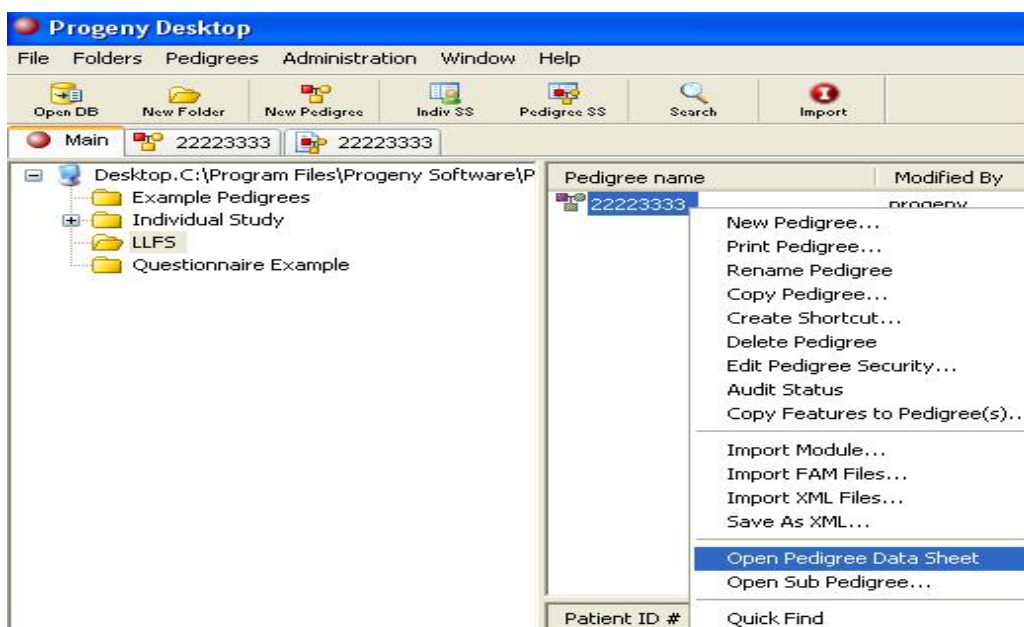 Progeny Desktop
File Folders Pedigrees Administration Window Help
Open DB New Folder New Pedigree Indiv SS Pedigree SS Search Import
Main 22223333 22223333
Desktop.C:\Program Files\Progeny Software\P
Example Pedigrees
Individual Study
LLFS
Questionnaire Example
Pedigree name Modified By
22223333 progeny
New Pedigree...
Print Pedigree...
Rename Pedigree
Copy Pedigree...
Create Shortcut...
Delete Pedigree
Edit Pedigree Security...
Audit Status
Copy Features to Pedigree(s)..
Import Module...
Import FAM Files...
Import XML Files...
Save As XML...
Open Pedigree Data Sheet
Open Sub Pedigree...
Quick Find
Patient ID #